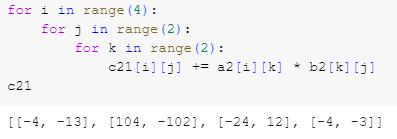 for i in range(4):
    for j in range(2):
        for k in range(2):
            c21[i][j] += a2[i][k] * b2[k][j]
c21
[[-4, -13], [104, -102], [-24, 12], [-4, -3]]